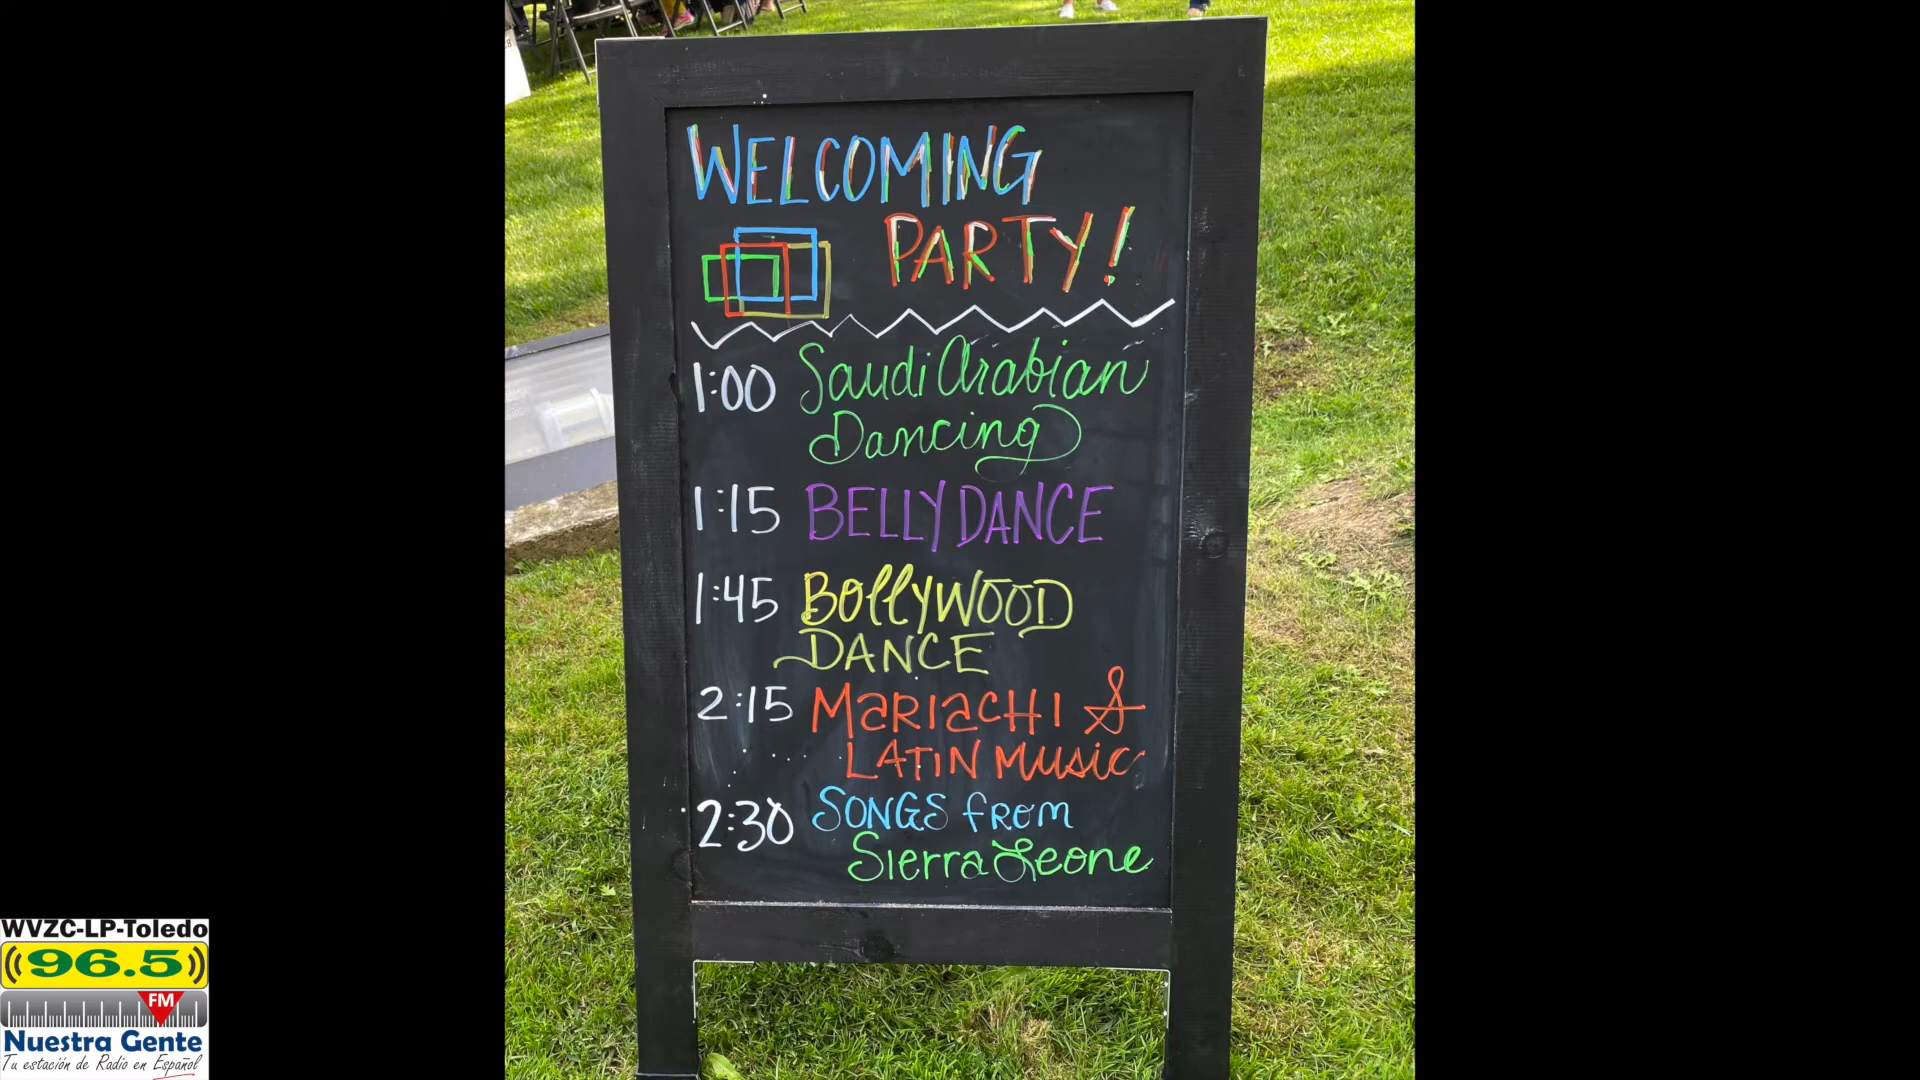 WELCOMING
PARTY!
1:00 Saudi Arabian
Dancing
1:15 BELLY DANCE
1:45 BOLLYWOOD
DANCE
2:15 MARIACHI &
LATIN MUSIC
2:30 SONGS FROM
Sierra Leone
WVZC-LP-Toledo
96.5
FM
Nuestra Gente
Tu estación de Radio en Español